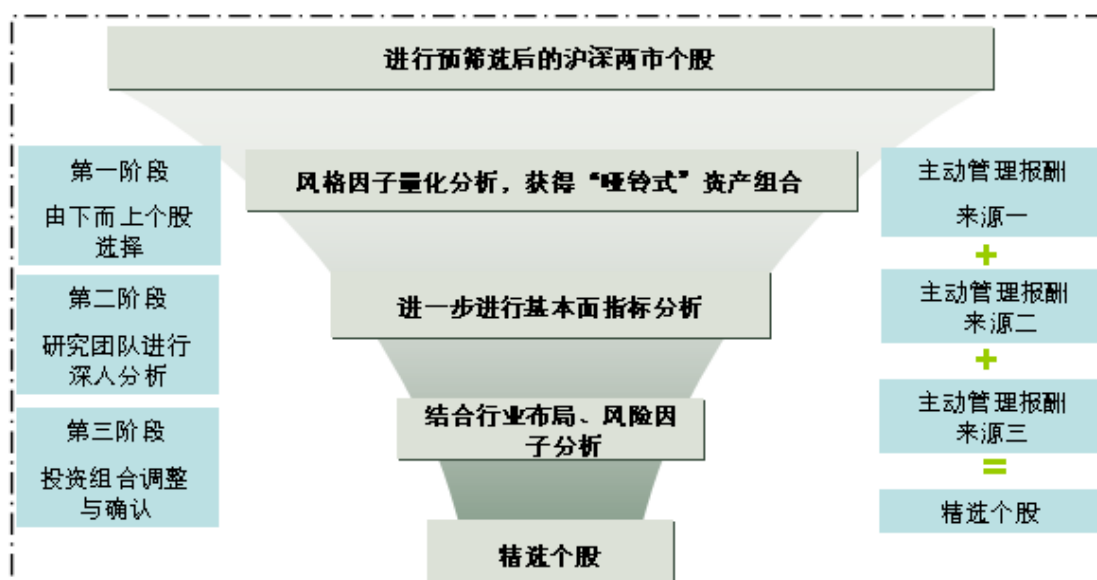 进行预筛选后的沪深两市个股
第一阶段
由下而上个股
选择
风格因子量化分析，获得“哑铃式”资产组合
主动管理报酬
来源一
+
第二阶段
研究团队进行
深入分析
进一步进行基本面指标分析
主动管理报酬
来源二
+
第三阶段
投资组合调整
与确认
结合行业布局、风险因
子分析
主动管理报酬
来源三
=
精选个股
精选个股